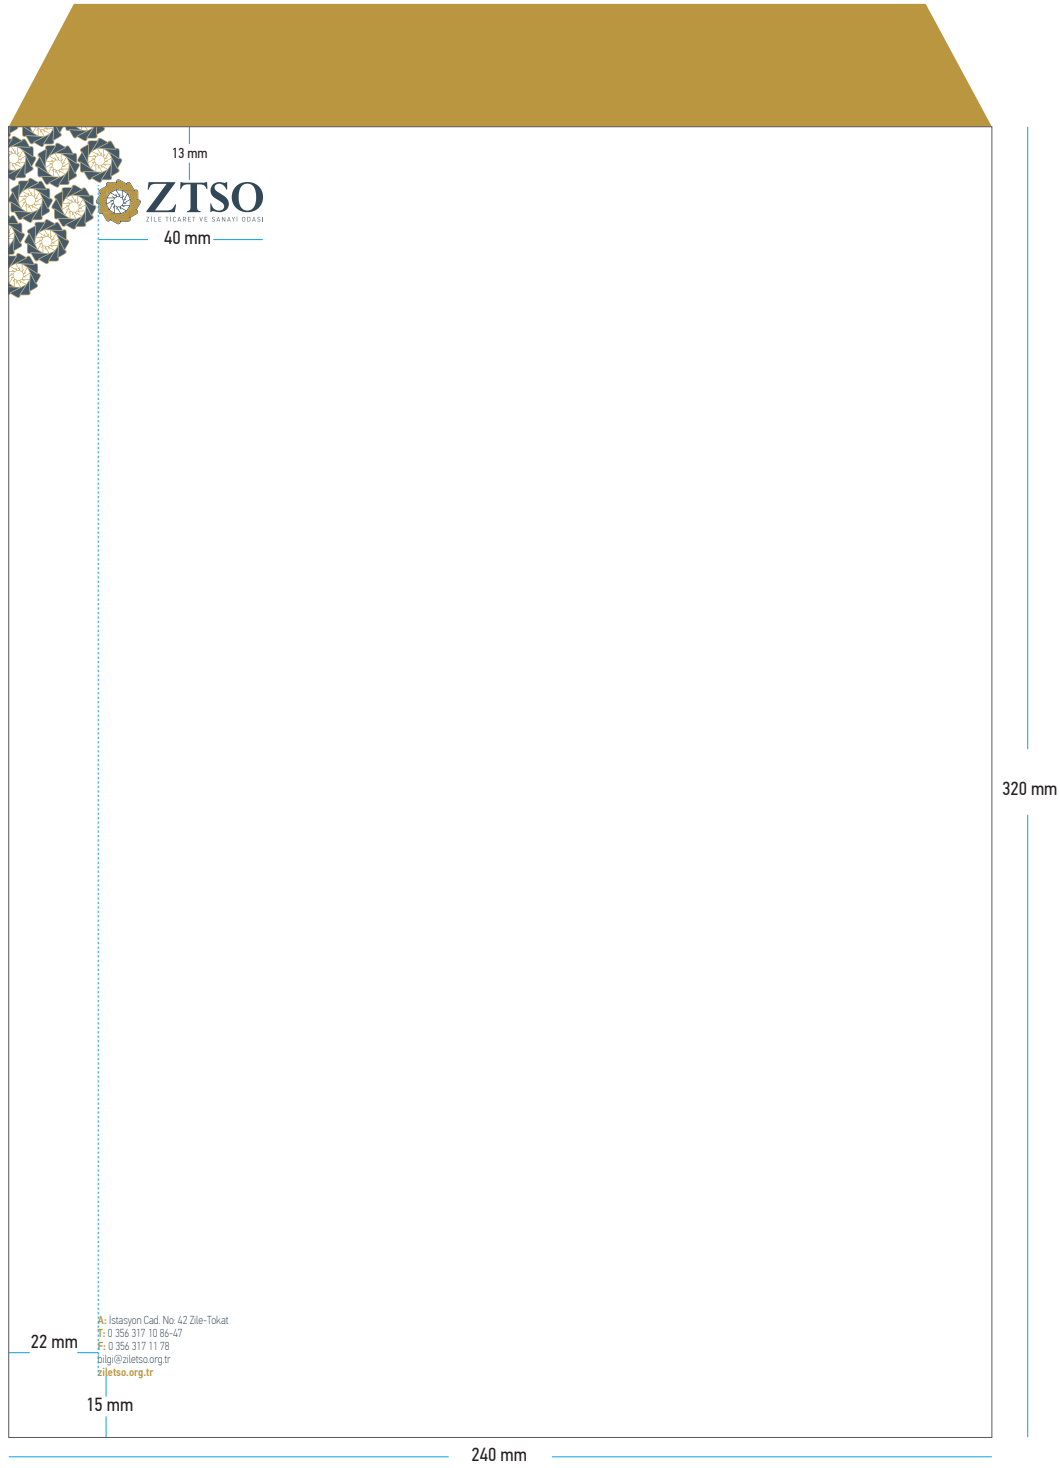 13 mm
ZTSO
ZİLE TİCARET VE SANAYİ ODASI
40 mm
320 mm
A: İstasyon Cad. No: 42 Zile-Tokat
T: 0 356 317 10 86-47
F: 0 356 317 11 78
bilgi@ziletso.org.tr
ziletso.org.tr
22 mm
15 mm
240 mm